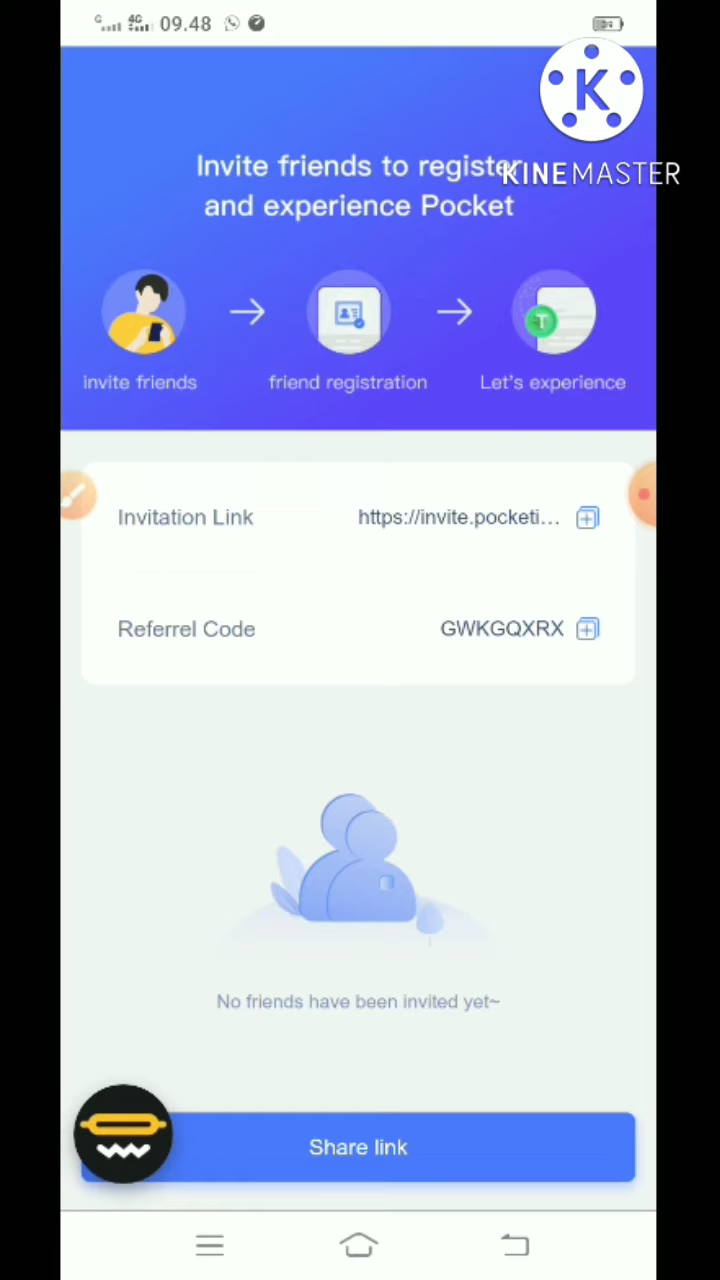 G 4G 09.48
KINEMASTER
Invite friends to register
and experience Pocket
invite friends
friend registration
Let's experience
Invitation Link https://invite.pocketi...
Referrel Code GWKGQXRX
No friends have been invited yet~
Share link